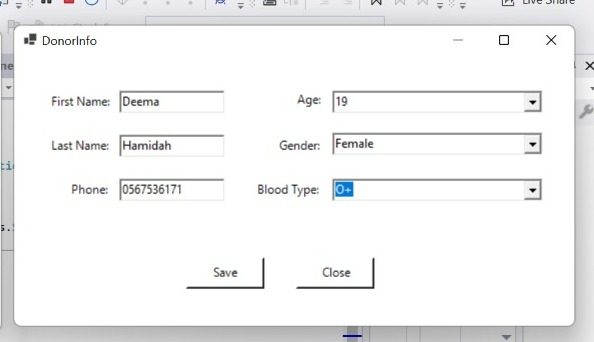 Live Share
DonorInfo
First Name: Deema
Age: 19
Last Name: Hamidah
Gender: Female
Phone: 0567536171
Blood Type: O+
Save
Close